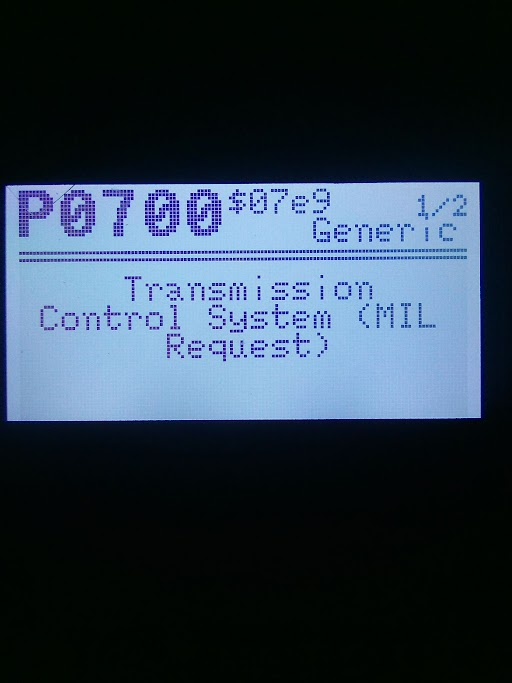 P0700 $07e9 1/2
Generic
Transmission
Control System (MIL
Request)